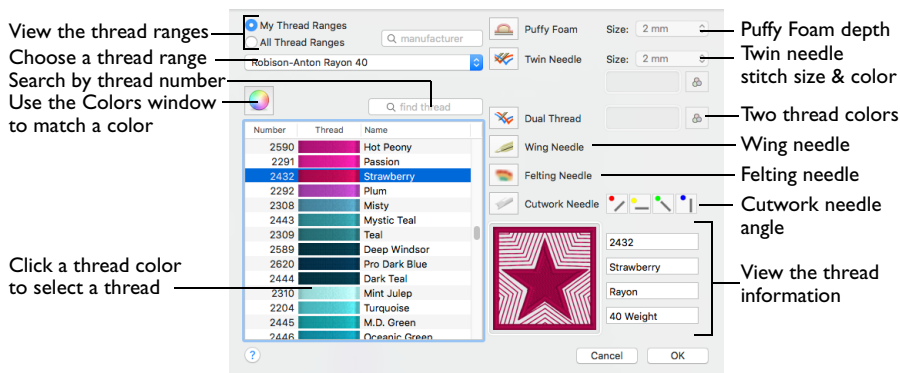 View the thread ranges
Choose a thread range
Search by thread number
Use the Colors window
to match a color
Click a thread color
to select a thread
My Thread Ranges
All Thread Ranges
manufacturer
Robison-Anton Rayon 40
find thread
Number Thread Name
2590 Hot Peony
2291 Passion
2432 Strawberry
2292 Plum
2308 Misty
2443 Mystic Teal
2309 Teal
2589 Deep Windsor
2620 Pro Dark Blue
2444 Dark Teal
2310 Mint Julep
2204 Turquoise
2445 M.D. Green
2446 Oceanic Green
?
Puffy Foam Size: 2 mm
Twin Needle Size: 2 mm
Dual Thread
Wing Needle
Felting Needle
Cutwork Needle
2432
Strawberry
Rayon
40 Weight
Cancel OK
Puffy Foam depth
Twin needle
stitch size & color
Two thread colors
Wing needle
Felting needle
Cutwork needle
angle
View the thread
information